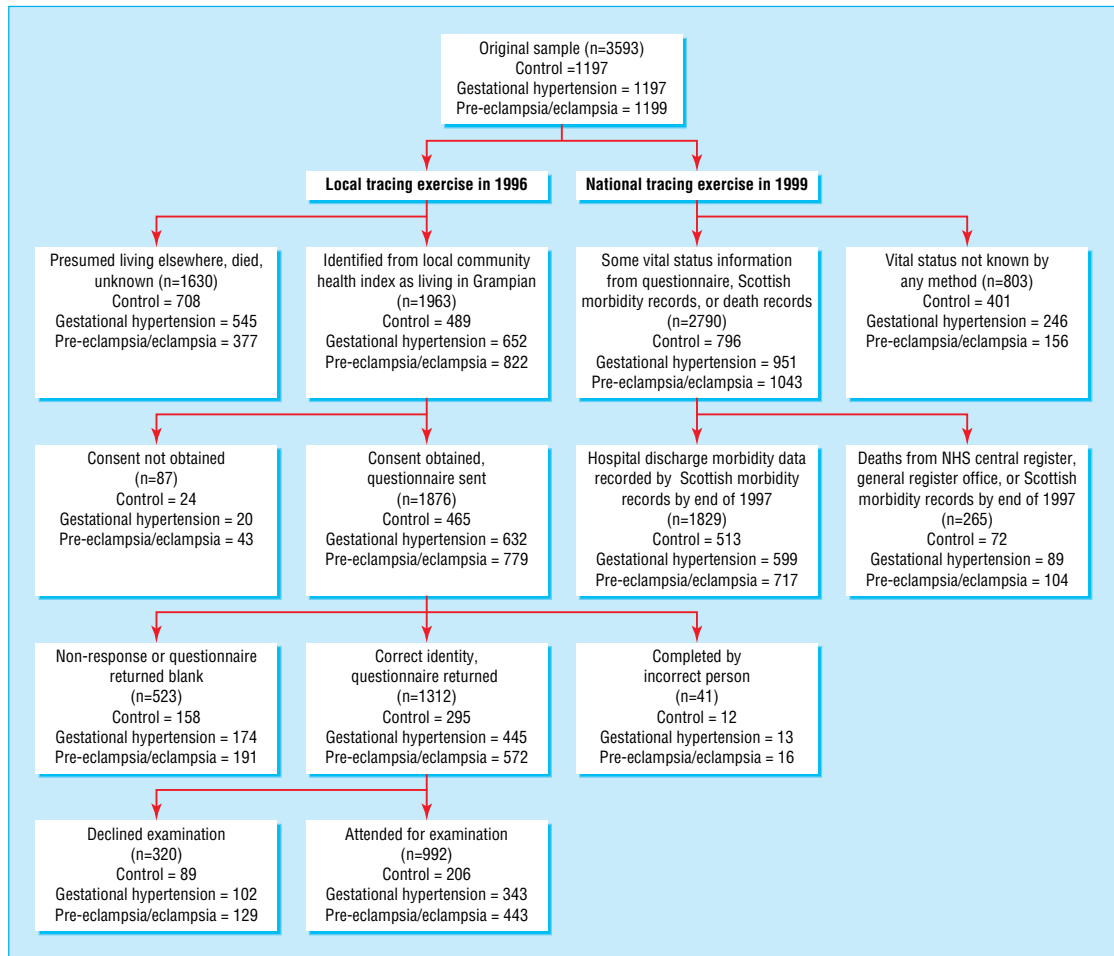 Original sample (n=3593)
Control =1197
Gestational hypertension = 1197
Pre-eclampsia/eclampsia = 1199
Local tracing exercise in 1996
National tracing exercise in 1999
Presumed living elsewhere, died,
unknown (n=1630)
Control = 708
Gestational hypertension = 545
Pre-eclampsia/eclampsia = 377
Identified from local community
health index as living in Grampian
(n=1963)
Control = 489
Gestational hypertension = 652
Pre-eclampsia/eclampsia = 822
Some vital status information
from questionnaire, Scottish
morbidity records, or death records
(n=2790)
Control = 796
Gestational hypertension = 951
Pre-eclampsia/eclampsia = 1043
Vital status not known by
any method (n=803)
Control = 401
Gestational hypertension = 246
Pre-eclampsia/eclampsia = 156
Consent not obtained
(n=87)
Control = 24
Gestational hypertension = 20
Pre-eclampsia/eclampsia = 43
Consent obtained,
questionnaire sent
(n=1876)
Control = 465
Gestational hypertension = 632
Pre-eclampsia/eclampsia = 779
Hospital discharge morbidity data
recorded by Scottish morbidity
records by end of 1997
(n=1829)
Control = 513
Gestational hypertension = 599
Pre-eclampsia/eclampsia = 717
Deaths from NHS central register,
general register office, or Scottish
morbidity records by end of 1997
(n=265)
Control = 72
Gestational hypertension = 89
Pre-eclampsia/eclampsia = 104
Non-response or questionnaire
returned blank
(n=523)
Control = 158
Gestational hypertension = 174
Pre-eclampsia/eclampsia = 191
Correct identity,
questionnaire returned
(n=1312)
Control = 295
Gestational hypertension = 445
Pre-eclampsia/eclampsia = 572
Completed by
incorrect person
(n=41)
Control = 12
Gestational hypertension = 13
Pre-eclampsia/eclampsia = 16
Declined examination
(n=320)
Control = 89
Gestational hypertension = 102
Pre-eclampsia/eclampsia = 129
Attended for examination
(n=992)
Control = 206
Gestational hypertension = 343
Pre-eclampsia/eclampsia = 443